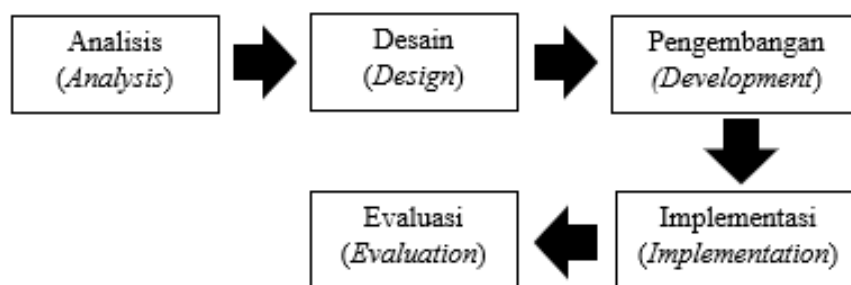 Analisis
(Analysis)
Desain
(Design)
Pengembangan
(Development)
Implementasi
(Implementation)
Evaluasi
(Evaluation)